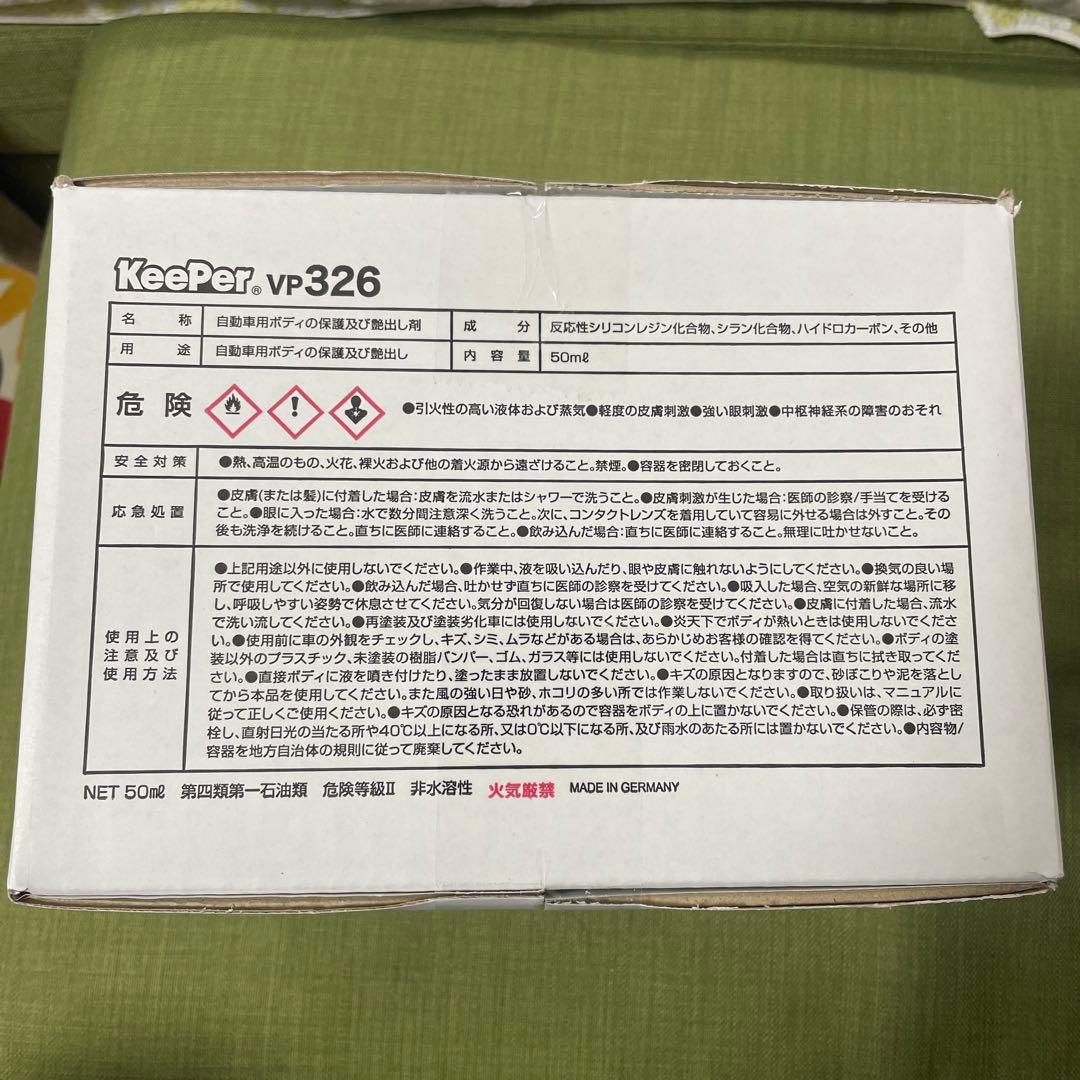 KeePer® VP326
名称 自動車用ボディの保護及び艶出し剤 成分 反応性シリコンレジン化合物、シラン化合物、ハイドロカーボン、その他
用途 自動車用ボディの保護及び艶出し 内容量 50mℓ
危険 ●引火性の高い液体および蒸気●軽度の皮膚刺激●強い眼刺激●中枢神経系の障害のおそれ
安全対策 ●熱、高温のもの、火花、裸火および他の着火源から遠ざけること。禁煙。●容器を密閉しておくこと。
応急処置
●皮膚(または髪)に付着した場合:皮膚を流水またはシャワーで洗うこと。●皮膚刺激が生じた場合:医師の診察/手当てを受ける
こと。●眼に入った場合:水で数分間注意深く洗うこと。次に、コンタクトレンズを着用していて容易に外せる場合は外すこと。その
後も洗浄を続けること。直ちに医師に連絡すること。●飲み込んだ場合:直ちに医師に連絡すること。無理に吐かせないこと。
使用上の
注意及び
使用方法
●上記用途以外に使用しないでください。●作業中、液を吸い込んだり、眼や皮膚に触れないようにしてください。●換気の良い場
所で使用してください。●飲み込んだ場合、吐かせず直ちに医師の診察を受けてください。●吸入した場合、空気の新鮮な場所に移
し、呼吸しやすい姿勢で休息させてください。気分が回復しない場合は医師の診察を受けてください。●皮膚に付着した場合、流水
で洗い流してください。●再塗装及び塗装劣化車には使用しないでください。●炎天下でボディが熱いときは使用しないでください
。●使用前に車の外観をチェックし、キズ、シミ、ムラなどがある場合は、あらかじめお客様の確認を得てください。●ボディの塗
装以外のプラスチック、未塗装の樹脂バンパー、ゴム、ガラス等には使用しないでください。付着した場合は直ちに拭き取ってくださ
い。●直接ボディに液を噴き付けたり、塗ったまま放置しないでください。●キズの原因となりますので、砂ぼこりや泥を落とし
てから本品を使用してください。また風の強い日や砂、ホコリの多い所では作業しないでください。●取り扱いは、マニュアルに
従って正しくご使用ください。●キズの原因となる恐れがあるので容器をボディの上に置かないでください。●保管の際は、必ず密
栓し、直射日光の当たる所や40℃以上になる所、又は0℃以下になる所、及び雨水のあたる所には置かないでください。●内容物/
容器を地方自治体の規則に従って廃棄してください。
NET 50mℓ 第四類第一石油類 危険等級Ⅱ 非水溶性 火気厳禁 MADE IN GERMANY